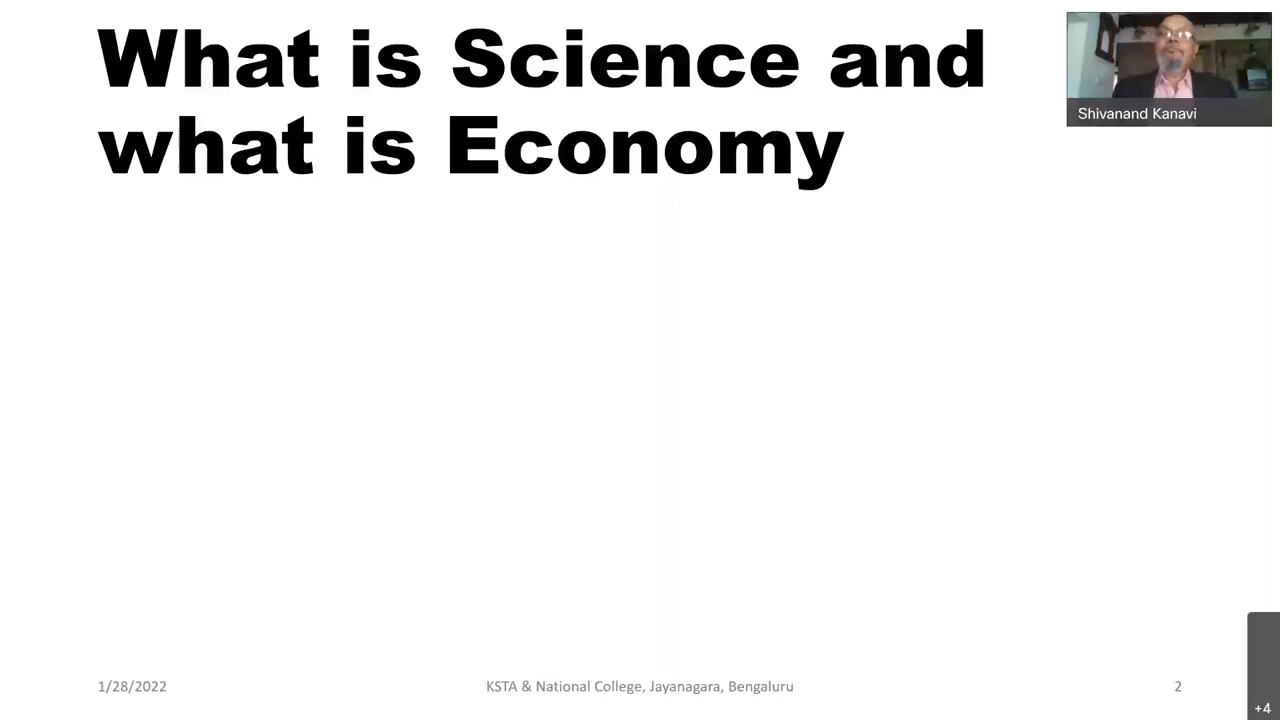 What is Science and
what is Economy
Shivanand Kanavi
1/28/2022
KSTA & National College, Jayanagara, Bengaluru
2
+4